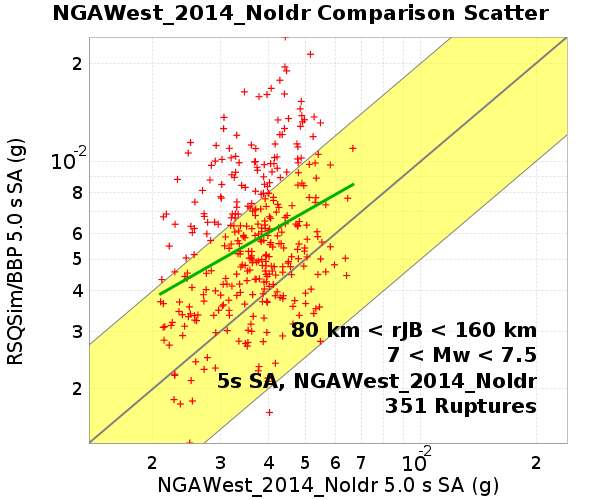 NGAWest_2014_NoIdr Comparison Scatter
RSQSim/BBP 5.0 s SA (g)
2
10-2
8
6
5
4
3
2
80 km < rJB < 160 km
7 < Mw < 7.5
5s SA, NGAWest_2014_NoIdr
351 Ruptures
2 3 4 5 6 7 10-2 2
NGAWest_2014_NoIdr 5.0 s SA (g)